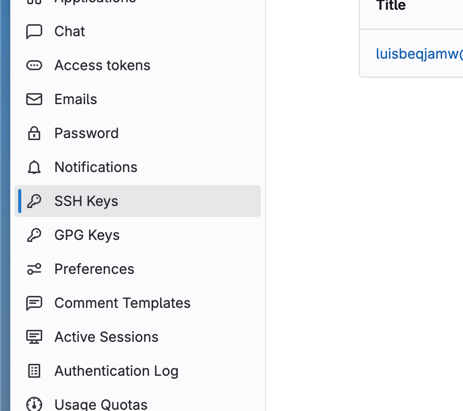 Applications
Title
Chat
luisbeqjamw@
Access tokens
Emails
Password
Notifications
SSH Keys
GPG Keys
Preferences
Comment Templates
Active Sessions
Authentication Log
Usage Quotas